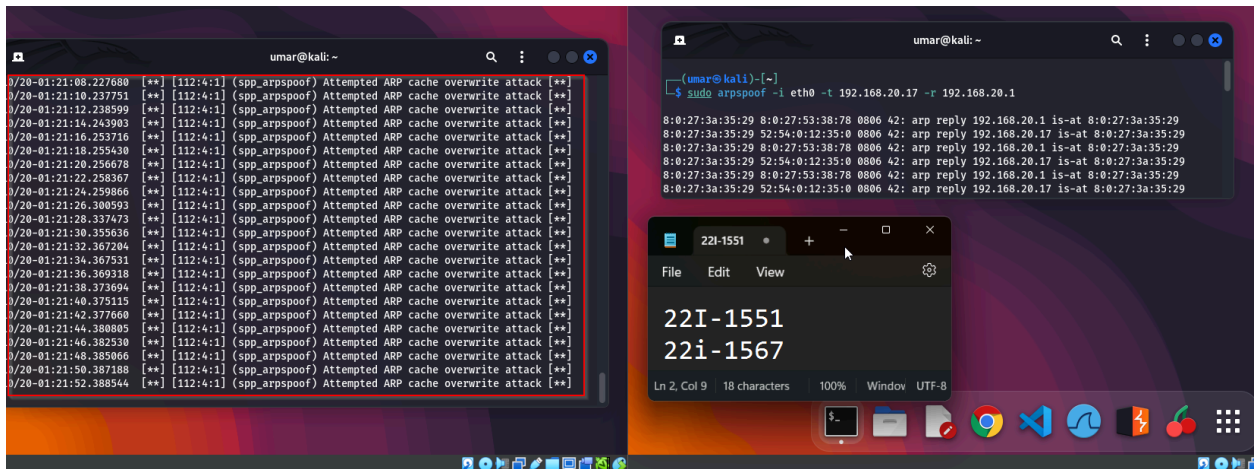 umar@kali: ~
0/20-01:21:08.227680 [**] [112:4:1] (spp_arpspoof) Attempted ARP cache overwrite attack [**]
0/20-01:21:10.237751 [**] [112:4:1] (spp_arpspoof) Attempted ARP cache overwrite attack [**]
0/20-01:21:12.238599 [**] [112:4:1] (spp_arpspoof) Attempted ARP cache overwrite attack [**]
0/20-01:21:14.243903 [**] [112:4:1] (spp_arpspoof) Attempted ARP cache overwrite attack [**]
0/20-01:21:16.253716 [**] [112:4:1] (spp_arpspoof) Attempted ARP cache overwrite attack [**]
0/20-01:21:18.255430 [**] [112:4:1] (spp_arpspoof) Attempted ARP cache overwrite attack [**]
0/20-01:21:20.256678 [**] [112:4:1] (spp_arpspoof) Attempted ARP cache overwrite attack [**]
0/20-01:21:22.258367 [**] [112:4:1] (spp_arpspoof) Attempted ARP cache overwrite attack [**]
0/20-01:21:24.259866 [**] [112:4:1] (spp_arpspoof) Attempted ARP cache overwrite attack [**]
0/20-01:21:26.300593 [**] [112:4:1] (spp_arpspoof) Attempted ARP cache overwrite attack [**]
0/20-01:21:28.337473 [**] [112:4:1] (spp_arpspoof) Attempted ARP cache overwrite attack [**]
0/20-01:21:30.355636 [**] [112:4:1] (spp_arpspoof) Attempted ARP cache overwrite attack [**]
0/20-01:21:32.367204 [**] [112:4:1] (spp_arpspoof) Attempted ARP cache overwrite attack [**]
0/20-01:21:34.367531 [**] [112:4:1] (spp_arpspoof) Attempted ARP cache overwrite attack [**]
0/20-01:21:36.369318 [**] [112:4:1] (spp_arpspoof) Attempted ARP cache overwrite attack [**]
0/20-01:21:38.373694 [**] [112:4:1] (spp_arpspoof) Attempted ARP cache overwrite attack [**]
0/20-01:21:40.375115 [**] [112:4:1] (spp_arpspoof) Attempted ARP cache overwrite attack [**]
0/20-01:21:42.377660 [**] [112:4:1] (spp_arpspoof) Attempted ARP cache overwrite attack [**]
0/20-01:21:44.380805 [**] [112:4:1] (spp_arpspoof) Attempted ARP cache overwrite attack [**]
0/20-01:21:46.382530 [**] [112:4:1] (spp_arpspoof) Attempted ARP cache overwrite attack [**]
0/20-01:21:48.385066 [**] [112:4:1] (spp_arpspoof) Attempted ARP cache overwrite attack [**]
0/20-01:21:50.387188 [**] [112:4:1] (spp_arpspoof) Attempted ARP cache overwrite attack [**]
0/20-01:21:52.388544 [**] [112:4:1] (spp_arpspoof) Attempted ARP cache overwrite attack [**]
umar@kali: ~
(umar㉿kali)-[~]
$ sudo arpspoof -i eth0 -t 192.168.20.17 -r 192.168.20.1
8:0:27:3a:35:29 8:0:27:53:38:78 0806 42: arp reply 192.168.20.1 is-at 8:0:27:3a:35:29
8:0:27:3a:35:29 52:54:0:12:35:0 0806 42: arp reply 192.168.20.17 is-at 8:0:27:3a:35:29
8:0:27:3a:35:29 8:0:27:53:38:78 0806 42: arp reply 192.168.20.1 is-at 8:0:27:3a:35:29
8:0:27:3a:35:29 52:54:0:12:35:0 0806 42: arp reply 192.168.20.17 is-at 8:0:27:3a:35:29
8:0:27:3a:35:29 8:0:27:53:38:78 0806 42: arp reply 192.168.20.1 is-at 8:0:27:3a:35:29
8:0:27:3a:35:29 52:54:0:12:35:0 0806 42: arp reply 192.168.20.17 is-at 8:0:27:3a:35:29
22I-1551
File Edit View
22I-1551
22i-1567
Ln 2, Col 9 18 characters 100% Window UTF-8